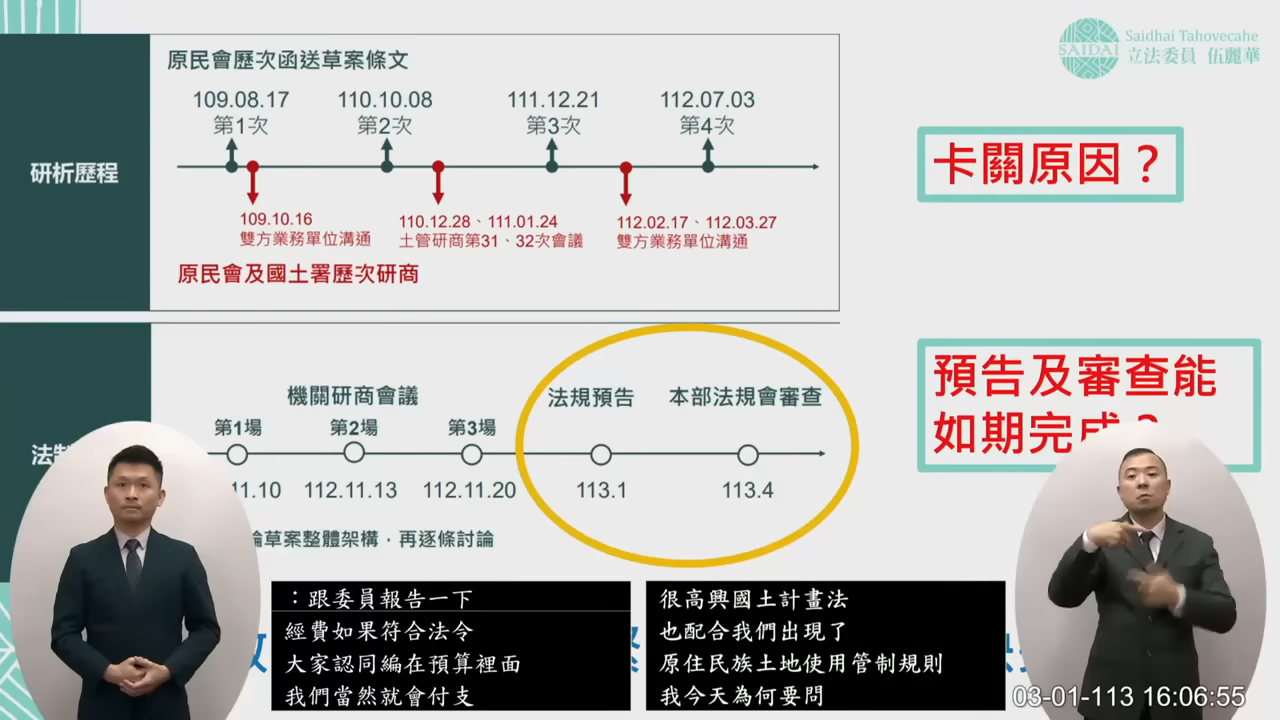 SAIDAI
Saidhai Tahovecahe
立法委員 伍麗華
原民會歷次函送草案條文
109.08.17
110.10.08
111.12.21
112.07.03
第1次
第2次
第3次
第4次
研析歷程
109.10.16
雙方業務單位溝通
110.12.28、111.01.24
土管研商第31、32次會議
112.02.17、112.03.27
雙方業務單位溝通
原民會及國土署歷次研商
卡關原因？
機關研商會議
法規預告
本部法規會審查
第1場
第2場
第3場
11.10
112.11.13
112.11.20
113.1
113.4
論草案整體架構，再逐條討論
預告及審查能
如期完成？
：跟委員報告一下
經費如果符合法令
大家認同編在預算裡面
我們當然就會付支
很高興國土計畫法
也配合我們出現了
原住民族土地使用管制規則
我今天為何要問
03-01-113 16:06:55